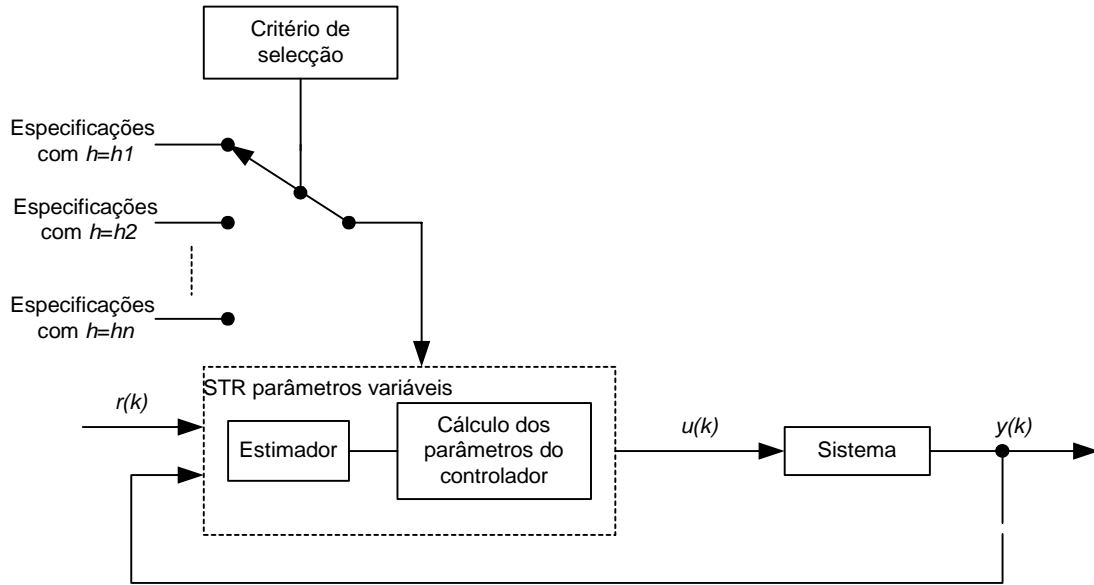 Critério de
selecção
Especificações
com h=h1
Especificações
com h=h2
Especificações
com h=hn
STR parâmetros variáveis
r(k)
Estimador
Cálculo dos
parâmetros do
controlador
u(k)
Sistema
y(k)